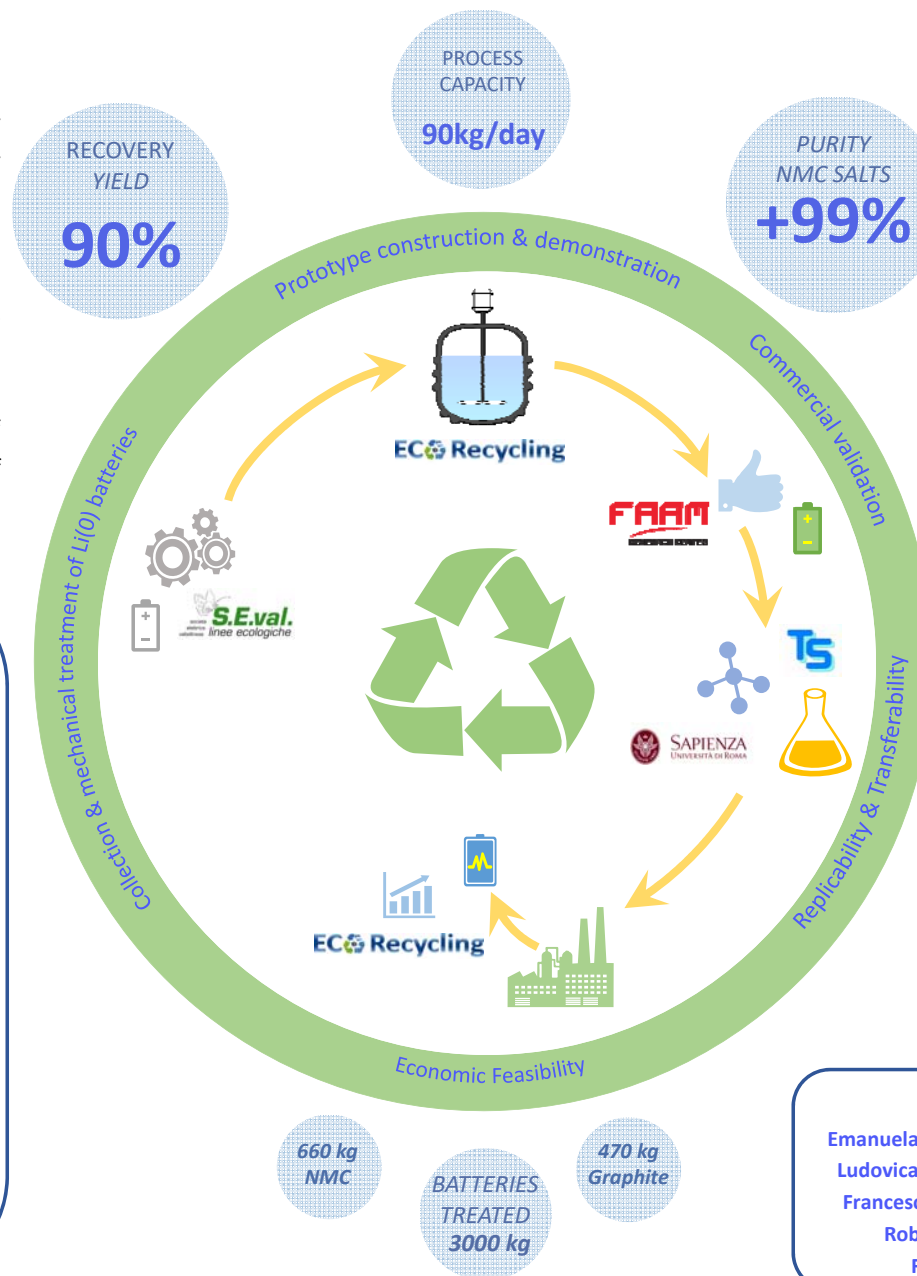 PROCESS
CAPACITY
90kg/day
RECOVERY
YIELD
90%
PURITY
NMC SALTS
+99%
Prototype construction & demonstration
Commercial validation
Collection & mechanical treatment of Li(0) batteries
Replicability & Transferability
Economic Feasibility
ECO Recycling
FAAM
S.E.val.
linee ecologiche
TS
SAPIENZA
UNIVERSITÀ DI ROMA
ECO Recycling
660 kg
NMC
470 kg
Graphite
BATTERIES
TREATED
3000 kg
Emanuela
Ludovica
Francesc
Rob